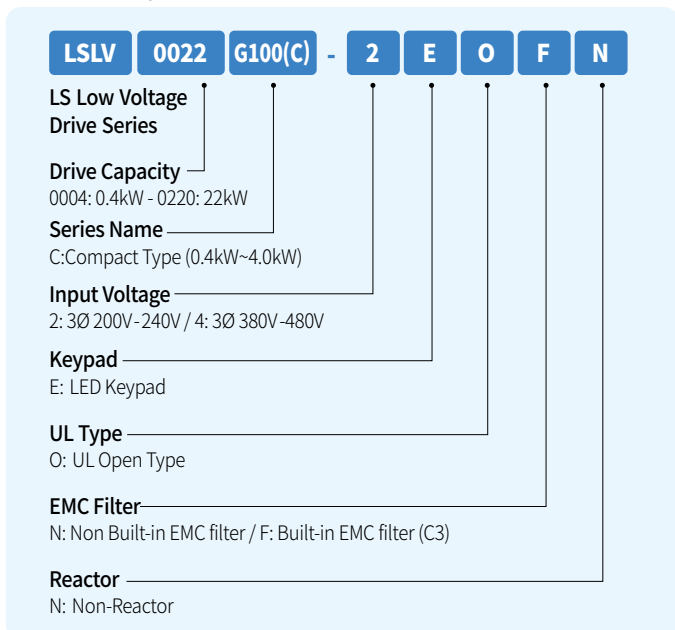 LSLV 0022 G100(C) - 2 E O F N
LS Low Voltage
Drive Series
Drive Capacity
0004: 0.4kW - 0220: 22kW
Series Name
C:Compact Type (0.4kW~4.0kW)
Input Voltage
2: 3Ø 200V-240V / 4: 3Ø 380V-480V
Keypad
E: LED Keypad
UL Type
O: UL Open Type
EMC Filter
N: Non Built-in EMC filter / F: Built-in EMC filter (C3)
Reactor
N: Non-Reactor